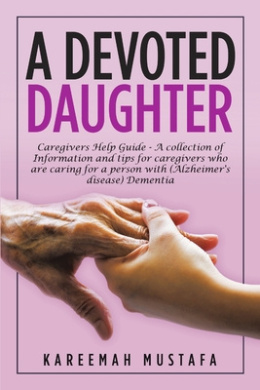 A DEVOTED
DAUGHTER
Caregivers Help Guide - A collection of
Information and tips for caregivers who
are caring for a person with (Alzheimer's
disease) Dementia
KAREEMAH MUSTAFA